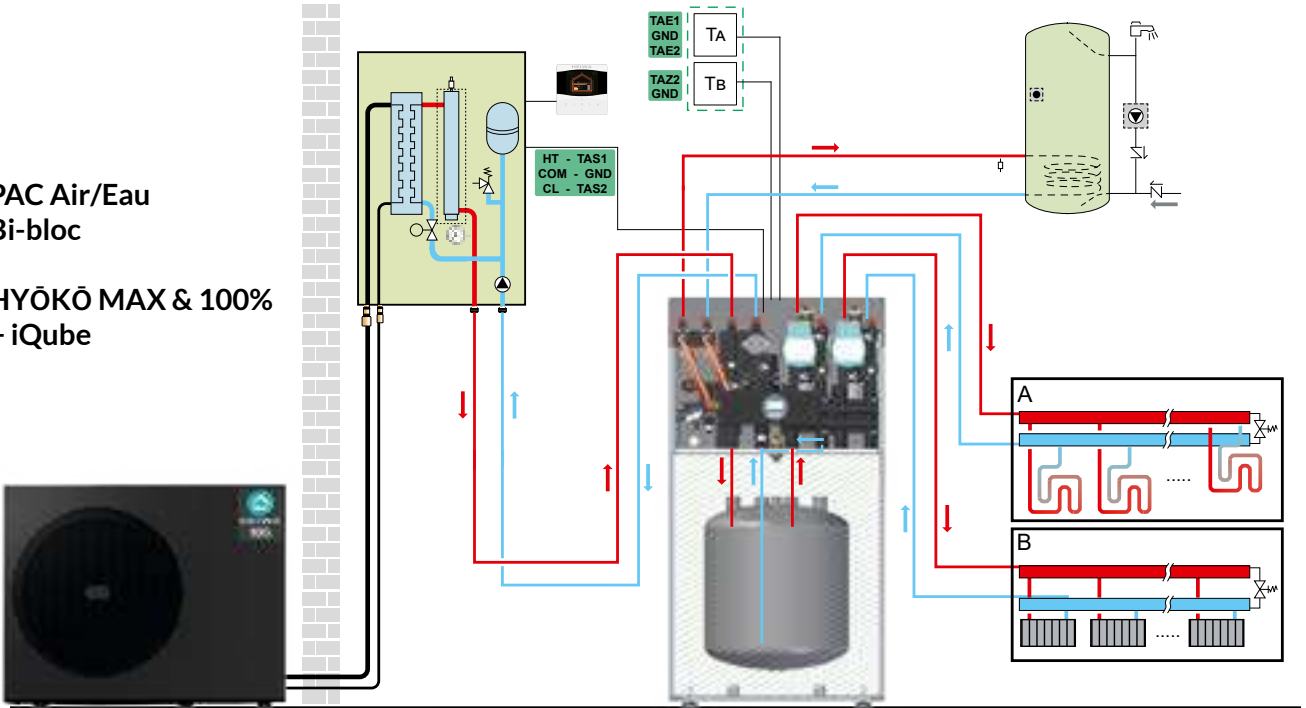 PAC Air/Eau
Bi-bloc
HYŌKŌ MAX & 100%
+ iQube
TAE1
GND
TAE2
TA
TAZ2
GND
TB
HT - TAS1
COM - GND
CL - TAS2
A
.....
B
.....